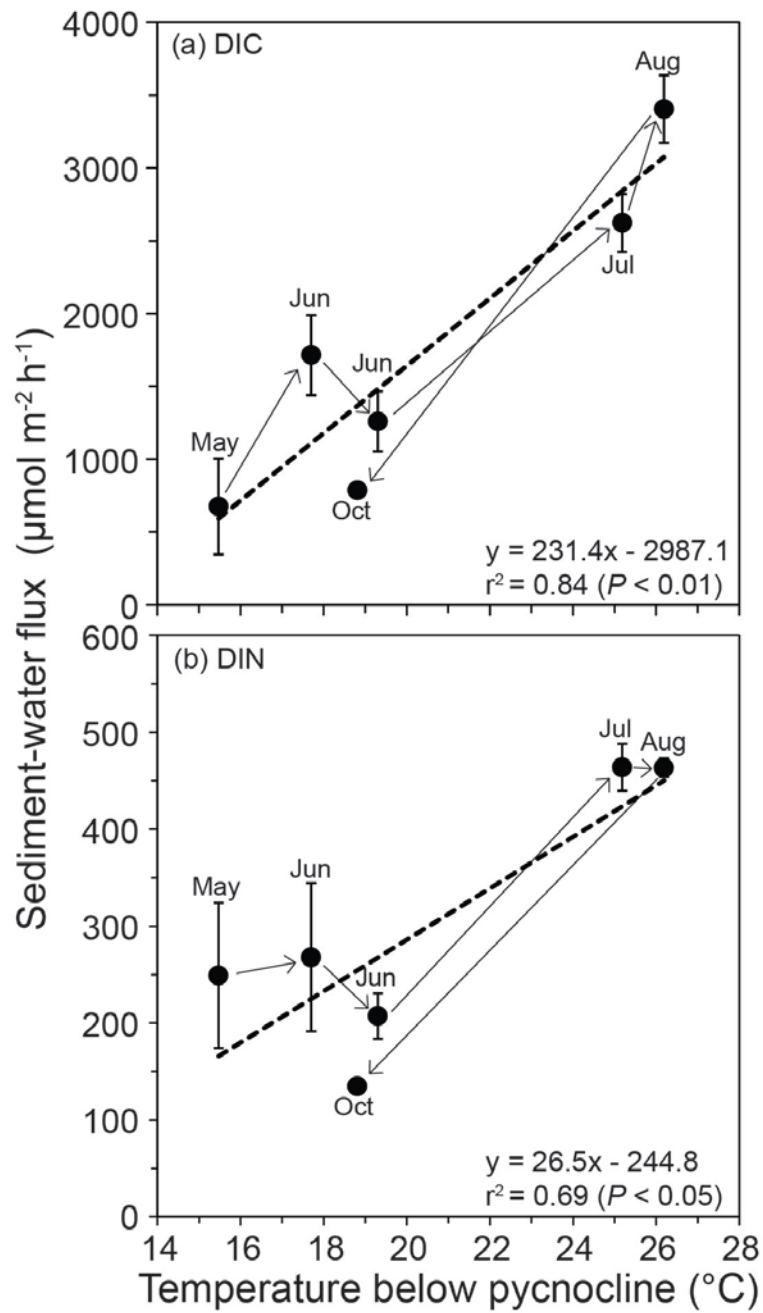 (a) DIC
4000
3000
2000
1000
0
May
Jun
Jun
Jul
Aug
Oct
y = 231.4x - 2987.1
r² = 0.84 (P < 0.01)
Sediment-water flux (µmol m⁻² h⁻¹)
(b) DIN
600
500
400
300
200
100
0
May
Jun
Jun
Jul
Aug
Oct
y = 26.5x - 244.8
r² = 0.69 (P < 0.05)
14 16 18 20 22 24 26 28
Temperature below pycnocline (°C)